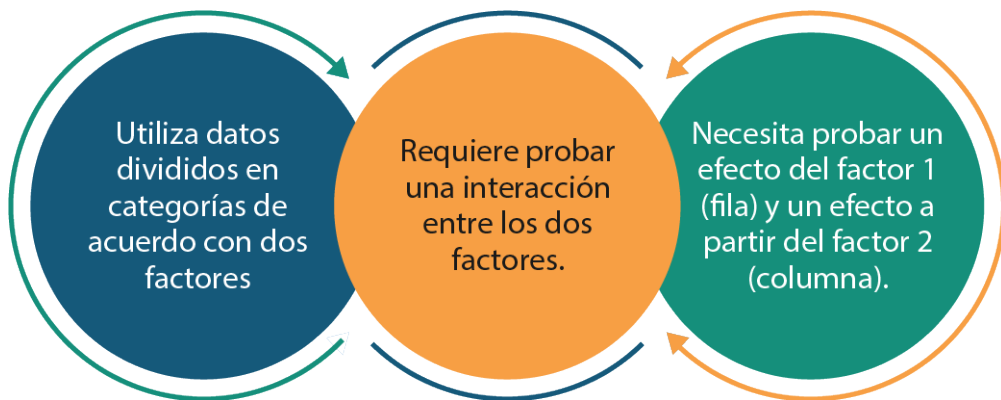 Utiliza datos
divididos en
categorías de
acuerdo con dos
factores
Requiere probar
una interacción
entre los dos
factores.
Necesita probar un
efecto del factor 1
(fila) y un efecto a
partir del factor 2
(columna).